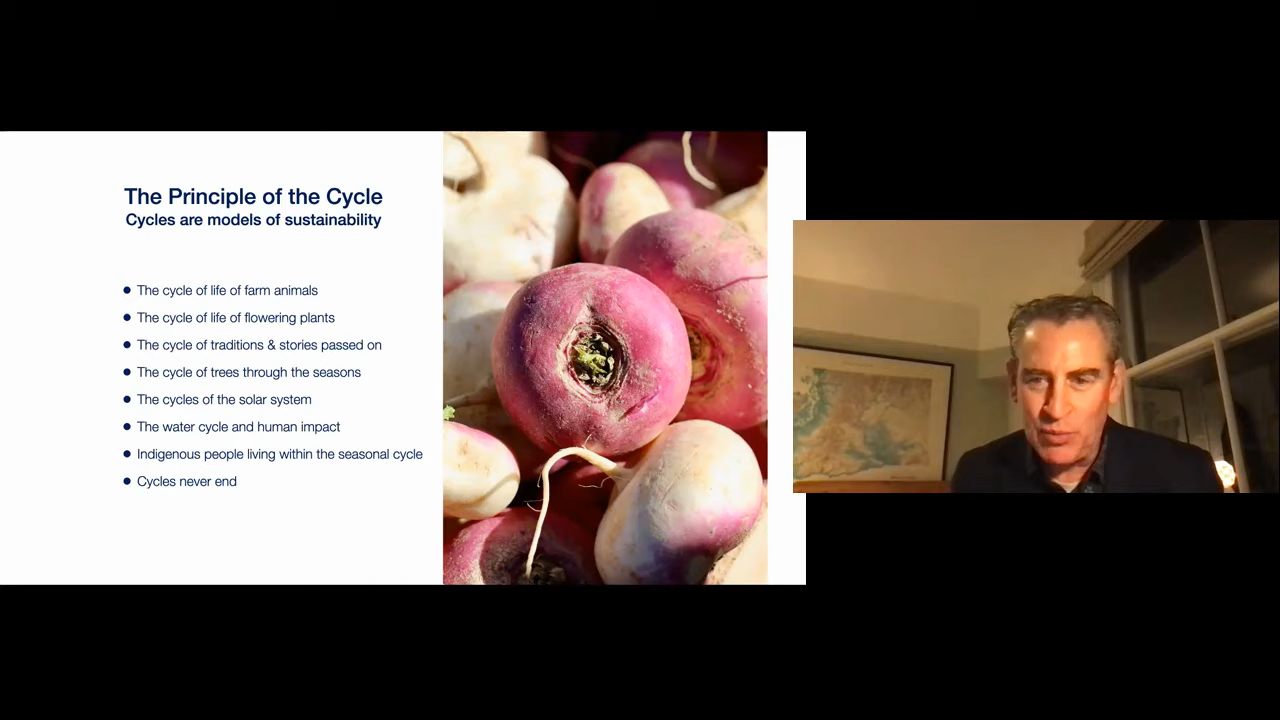 The Principle of the Cycle
Cycles are models of sustainability
The cycle of life of farm animals
The cycle of life of flowering plants
The cycle of traditions & stories passed on
The cycle of trees through the seasons
The cycles of the solar system
The water cycle and human impact
Indigenous people living within the seasonal cycle
Cycles never end